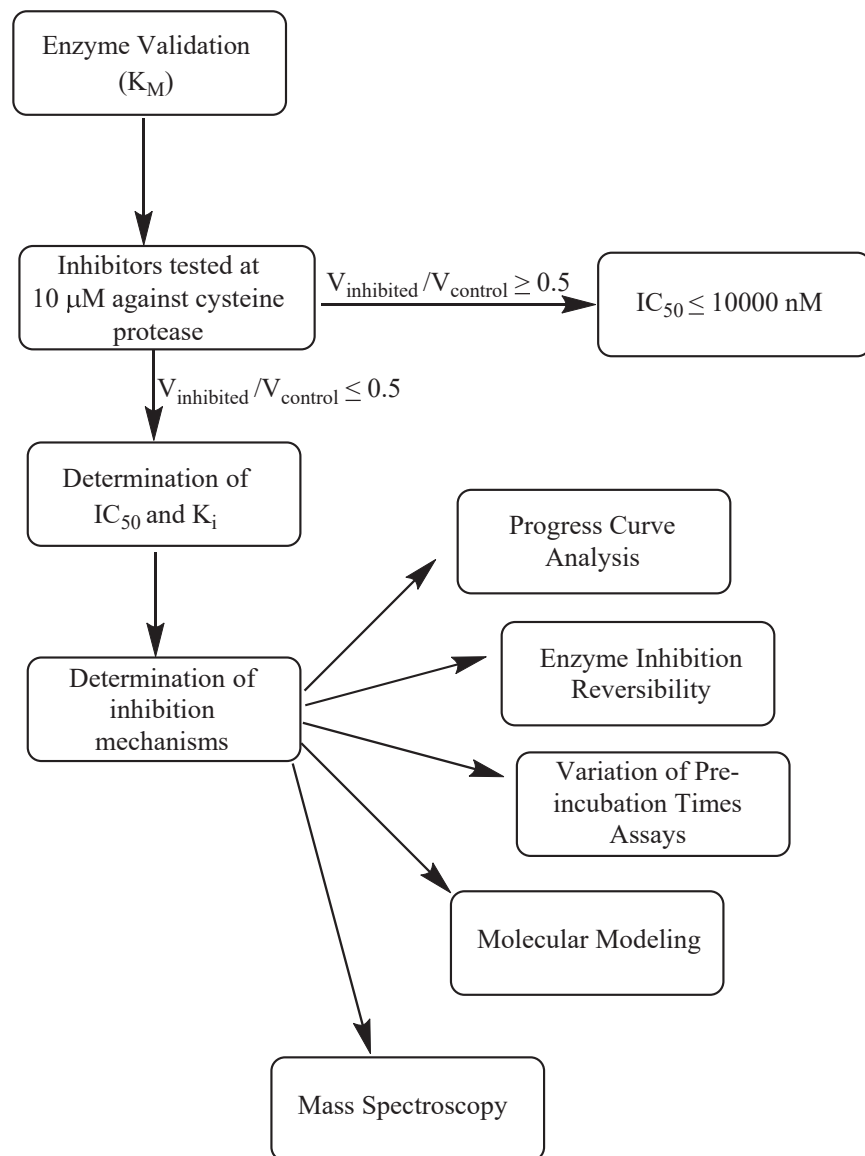 Enzyme Validation
(K_M)
Inhibitors tested at
10 μM against cysteine
protease
V_inhibited /V_control ≥ 0.5
IC_50 ≤ 10000 nM
V_inhibited /V_control ≤ 0.5
Determination of
IC_50 and K_i
Progress Curve
Analysis
Enzyme Inhibition
Reversibility
Determination of
inhibition
mechanisms
Variation of Pre-
incubation Times
Assays
Molecular Modeling
Mass Spectroscopy